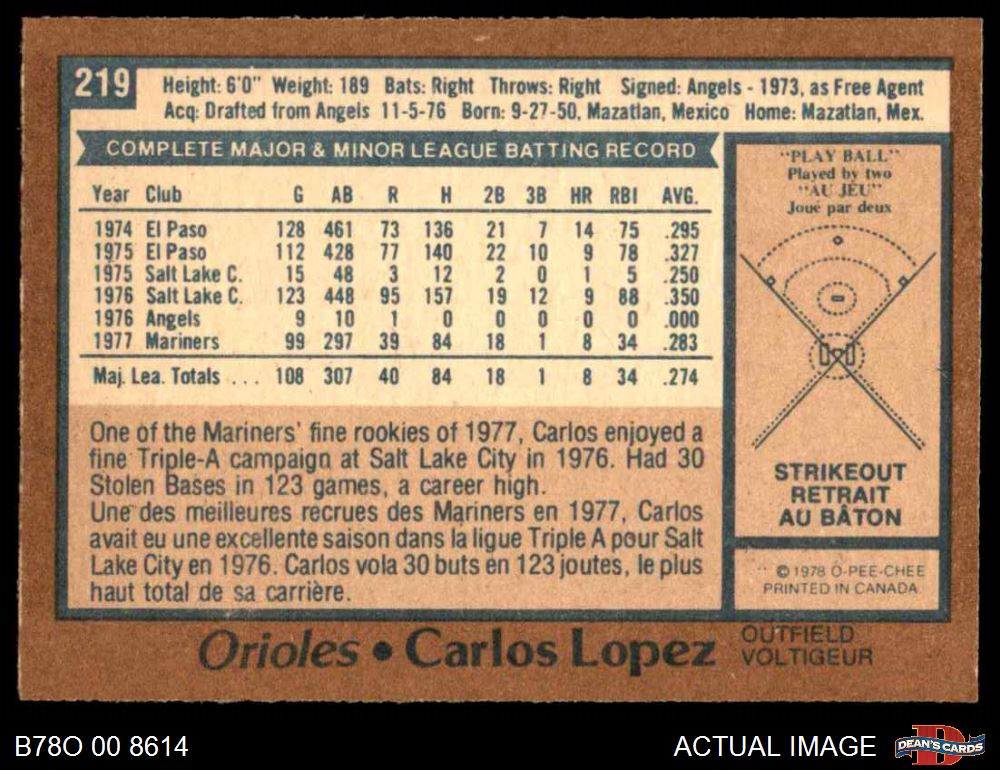 219
Height: 6'0" Weight: 189 Bats: Right Throws: Right Signed: Angels - 1973, as Free Agent
Acq: Drafted from Angels 11-5-76 Born: 9-27-50, Mazatlan, Mexico Home: Mazatlan, Mex.
COMPLETE MAJOR & MINOR LEAGUE BATTING RECORD
Year Club G AB R H 2B 3B HR RBI AVG.
1974 El Paso 128 461 73 136 21 7 14 75 .295
1975 El Paso 112 428 77 140 22 10 9 78 .327
1975 Salt Lake C. 15 48 3 12 2 0 1 5 .250
1976 Salt Lake C. 123 448 95 157 19 12 9 88 .350
1976 Angels 9 10 1 0 0 0 0 0 .000
1977 Mariners 99 297 39 84 18 1 8 34 .283
Maj. Lea. Totals ... 108 307 40 84 18 1 8 34 .274
One of the Mariners' fine rookies of 1977, Carlos enjoyed a
fine Triple-A campaign at Salt Lake City in 1976. Had 30
Stolen Bases in 123 games, a career high.
Une des meilleures recrues des Mariners en 1977, Carlos
avait eu une excellente saison dans la ligue Triple A pour Salt
Lake City en 1976. Carlos vola 30 buts en 123 joutes, le plus
haut total de sa carrière.
"PLAY BALL"
Played by two
"AU JEU"
Joué par deux
STRIKEOUT
RETRAIT
AU BÂTON
© 1978 O-PEE-CHEE
PRINTED IN CANADA
Orioles • Carlos Lopez
OUTFIELD
VOLTIGEUR
B78O 00 8614
ACTUAL IMAGE
DEAN'S CARDS